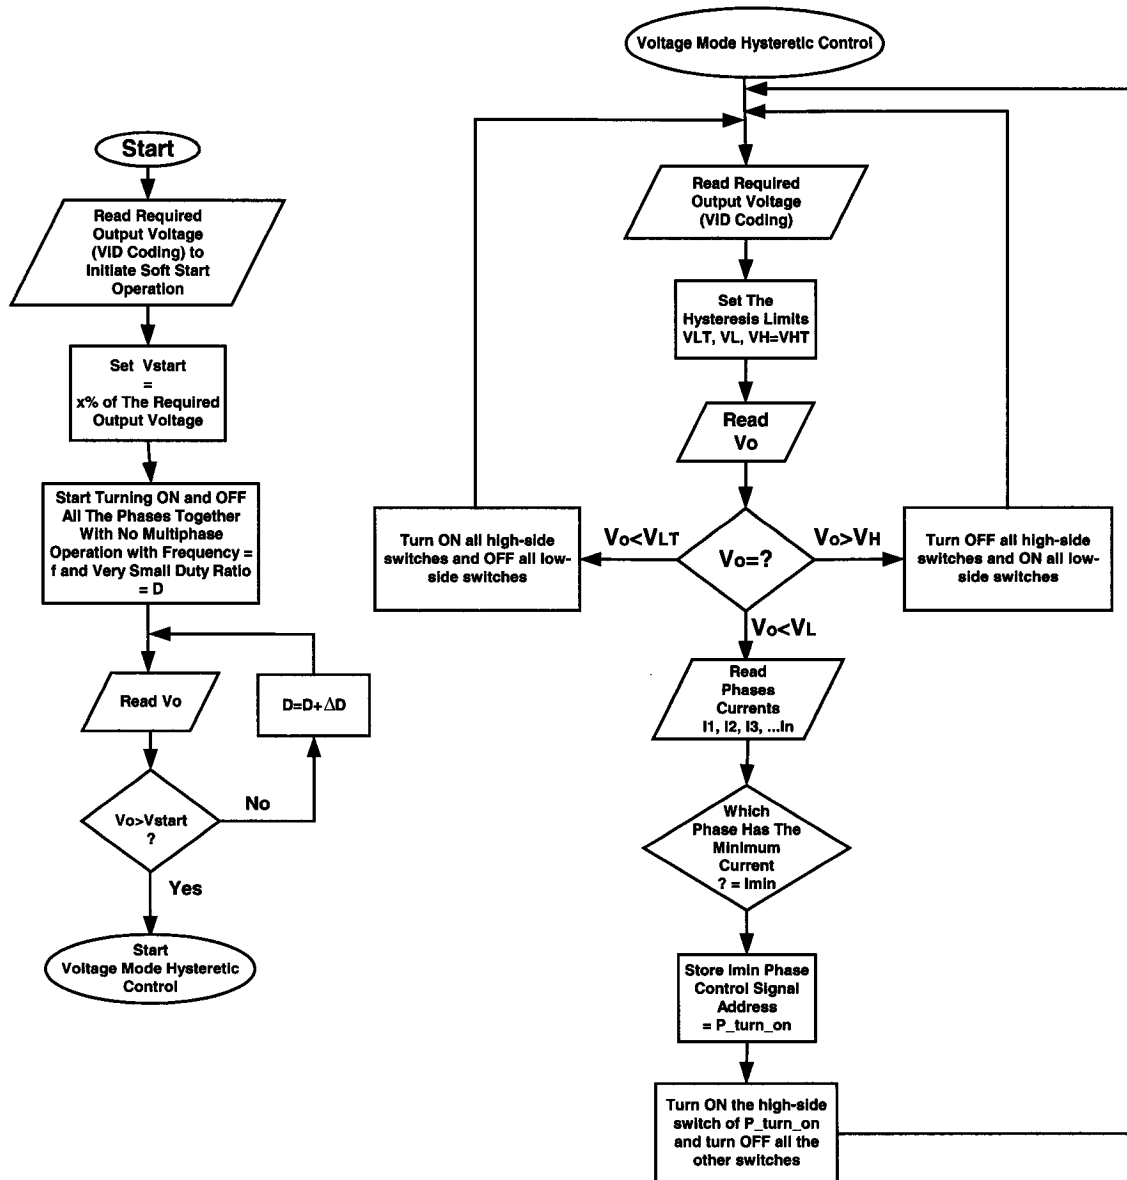 Start
Read Required
Output Voltage
(VID Coding) to
Initiate Soft Start
Operation
Set Vstart
=
x% of The Required
Output Voltage
Start Turning ON and OFF
All The Phases Together
With No Multiphase
Operation with Frequency =
f and Very Small Duty Ratio
= D
Read Vo
D=D+ΔD
Vo>Vstart
?
No
Yes
Start
Voltage Mode Hysteretic
Control
Voltage Mode Hysteretic Control
Read Required
Output Voltage
(VID Coding)
Set The
Hysteresis Limits
VLT, VL, VH=VHT
Read
Vo
Vo=?
Vo<VLT
Turn ON all high-side
switches and OFF all low-
side switches
Vo>VH
Turn OFF all high-side
switches and ON all low-
side switches
Vo<VL
Read
Phases
Currents
I1, I2, I3, ...In
Which
Phase Has The
Minimum
Current
? = Imin
Store Imin Phase
Control Signal
Address
= P_turn_on
Turn ON the high-side
switch of P_turn_on
and turn OFF all the
other switches